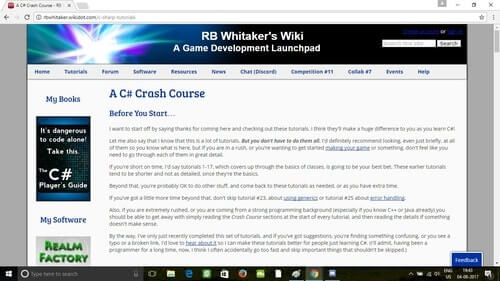 A C# Crash Course - RB
rbwhitaker.wikidot.com/c-sharp-tutorials
RB Whitaker's Wiki
A Game Development Launchpad
Create an account or Sign in
Search this site
Search
Home Tutorials Forum Software Resources News Chat (Discord) Competition #11 Collab #7 Events Help
My Books
It's dangerous
to code alone!
Take this.
The
C#
Player's Guide
My Software
REALM
FACTORY
A C# Crash Course
Before You Start…
I want to start off by saying thanks for coming here and checking out these tutorials. I think they'll make a huge difference to you as you learn C#!
Let me also say that I know that this is a lot of tutorials. But you don't have to do them all. I'd definitely recommend looking, even just briefly, at all
of them so you know what is here, but if you are in a rush, or you're wanting to get started making your game or something, don't feel like you
need to go through each of them in great detail.
If you're short on time, I'd say tutorials 1-17, which covers up through the basics of classes, is going to be your best bet. These earlier tutorials
tend to be shorter and not as detailed, since they're the basics.
Beyond that, you're probably OK to do other stuff, and come back to these tutorials as needed, or as you have extra time.
If you've got a little more time beyond that, don't skip tutorial #23, about using generics or tutorial #25 about error handling.
Also, if you are extremely rushed, or you are coming from a strong programming background (especially if you know C++ or Java already) you
should be able to get away with simply reading the Crash Course sections at the start of every tutorial, and then reading the details if something
doesn't make sense.
By the way, I've only just recently completed this set of tutorials, and if you've got suggestions, you're finding something confusing, or you see a
typo or a broken link, I'd love to hear about it so I can make these tutorials better for people just learning C#. (I'll admit, having been a
programmer for a long time, now, I think I often accidentally go too fast and skip important things that shouldn't be skipped.)
Feedback
Type here to search
ENG
19:43
04-08-2017